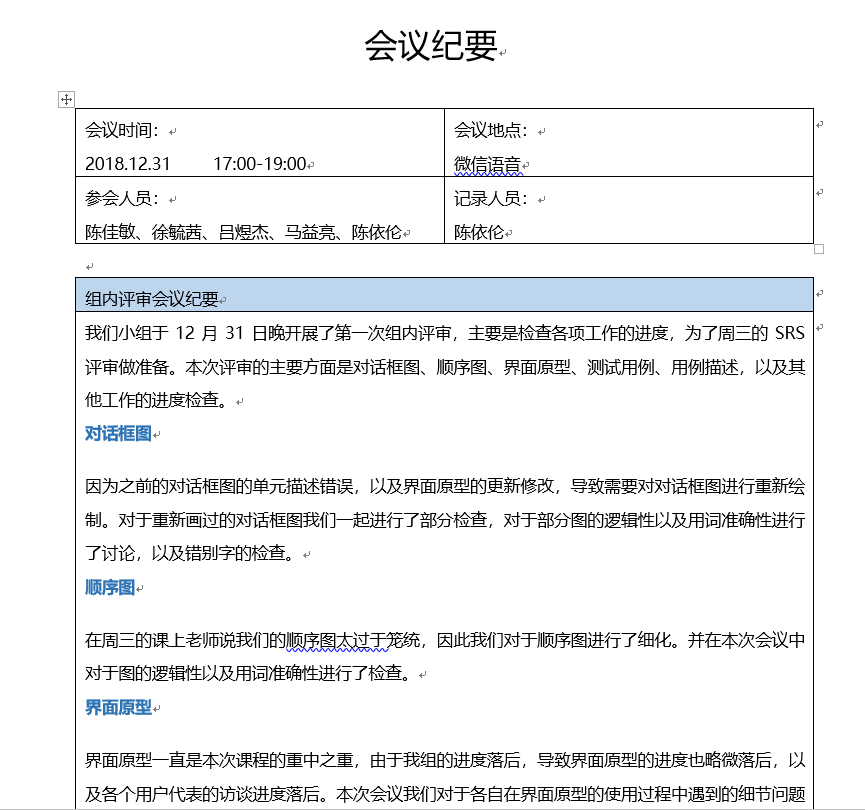 会议纪要
会议时间：
2018.12.31 17:00-19:00
会议地点：
微信语音
参会人员：
陈佳敏、徐毓茜、吕煜杰、马益亮、陈依伦
记录人员：
陈依伦
组内评审会议纪要
我们小组于 12 月 31 日晚开展了第一次组内评审，主要是检查各项工作的进度，为了周三的 SRS
评审做准备。本次评审的主要方面是对话框图、顺序图、界面原型、测试用例、用例描述，以及其
他工作的进度检查。
对话框图
因为之前的对话框图的单元描述错误，以及界面原型的更新修改，导致需要对对话框图进行重新绘
制。对于重新画过的对话框图我们一起进行了部分检查，对于部分图的逻辑性以及用词准确性进行
了讨论，以及错别字的检查。
顺序图
在周三的课上老师说我们的顺序图太过于笼统，因此我们对于顺序图进行了细化。并在本次会议中
对于图的逻辑性以及用词准确性进行了检查。
界面原型
界面原型一直是本次课程的重中之重，由于我组的进度落后，导致界面原型的进度也略微落后，以
及各个用户代表的访谈进度落后。本次会议我们对于各自在界面原型的使用过程中遇到的细节问题